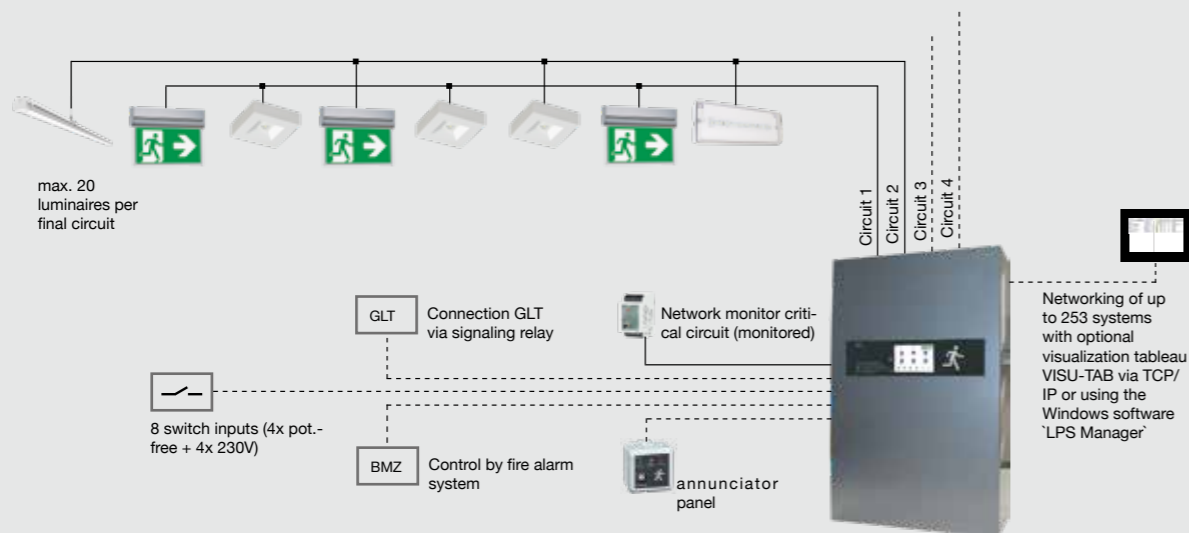 max. 20
luminaires per
final circuit
Circuit 1
Circuit 2
Circuit 3
Circuit 4
GLT
Connection GLT
via signaling relay
Network monitor criti-
cal circuit (monitored)
Networking of up
to 253 systems
with optional
visualization tableau
VISU-TAB via TCP/
IP or using the
Windows software
`LPS Manager`
8 switch inputs (4x pot.-
free + 4x 230V)
BMZ
Control by fire alarm
system
annunciator
panel